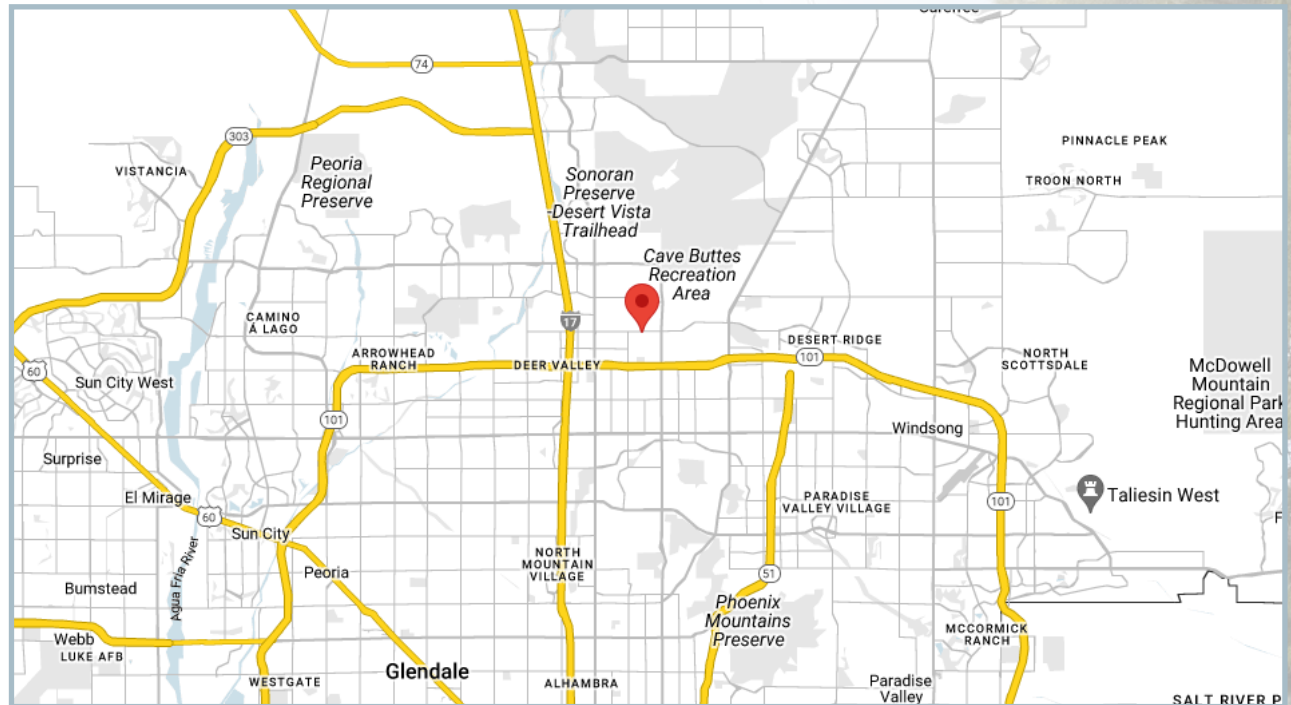 Carefree
74
303
PINNACLE PEAK
VISTANCIA
Peoria
Regional
Preserve
Sonoran
Preserve
-Desert Vista
Trailhead
TROON NORTH
Cave Buttes
Recreation
Area
CAMINO
Á LAGO
17
ARROWHEAD
RANCH
DEER VALLEY
DESERT RIDGE
101
NORTH
SCOTTSDALE
60
Sun City West
McDowell
Mountain
Regional Park
Hunting Area
101
Windsong
Surprise
El Mirage
60
Sun City
PARADISE
VALLEY VILLAGE
101
Taliesin West
F
Agua Fria River
Peoria
NORTH
MOUNTAIN
VILLAGE
51
Bumstead
Phoenix
Mountains
Preserve
Webb
LUKE AFB
MCCORMICK
RANCH
Glendale
WESTGATE
ALHAMBRA
Paradise
Valley
SALT RIVER P